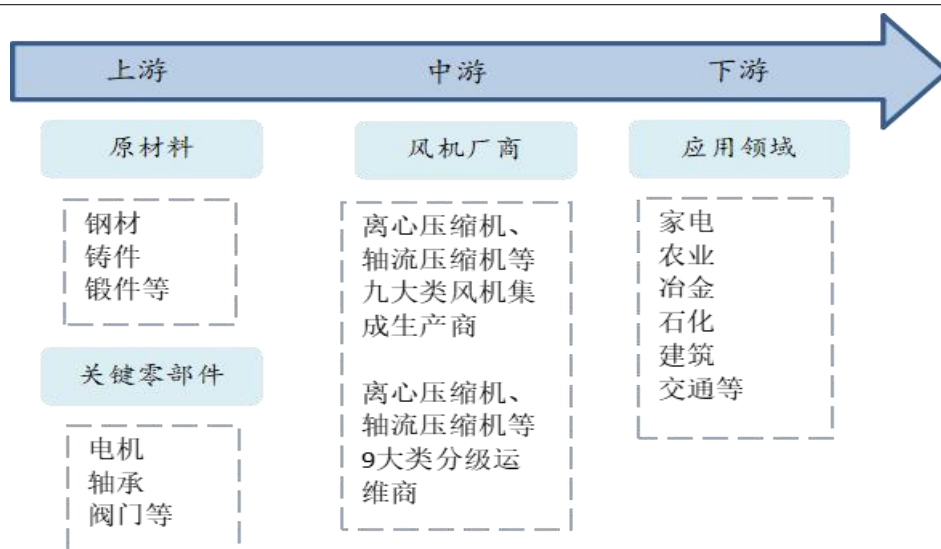 上游 中游 下游
原材料
钢材
铸件
锻件等
关键零部件
电机
轴承
阀门等
风机厂商
离心压缩机、
轴流压缩机等
九大类风机集
成生产商
离心压缩机、
轴流压缩机等
9大类分级运
维商
应用领域
家电
农业
冶金
石化
建筑
交通等